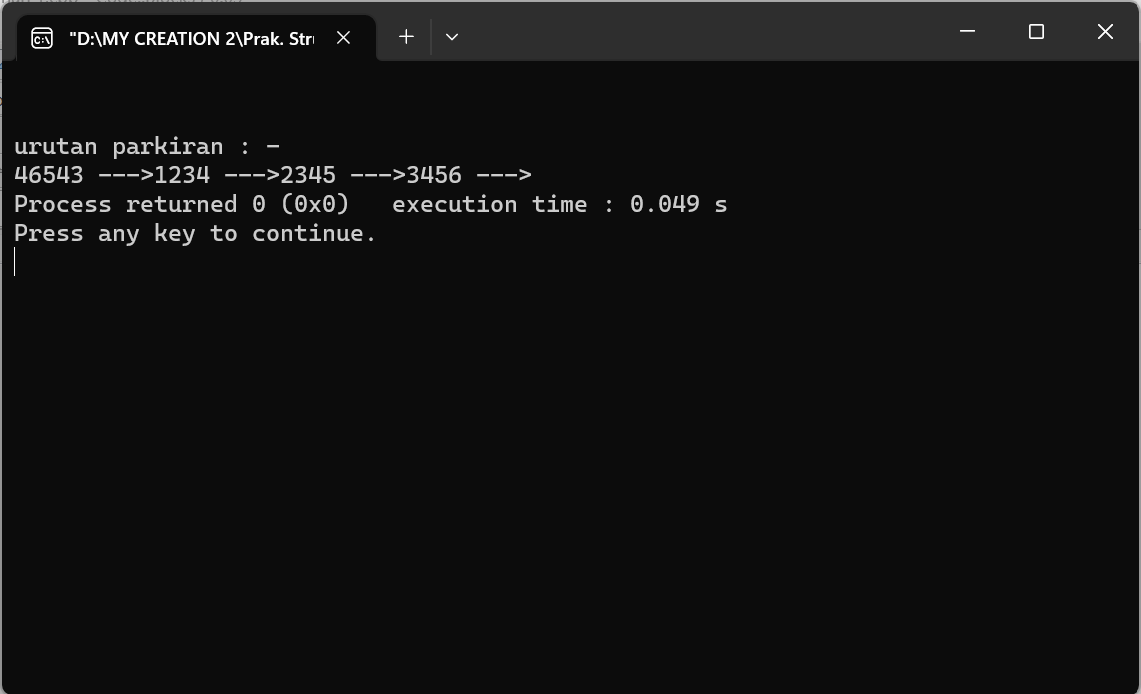 "D:\MY CREATION 2\Prak. Str
urutan parkiran : -
46543 --->1234 --->2345 --->3456 --->
Process returned 0 (0x0)   execution time : 0.049 s
Press any key to continue.